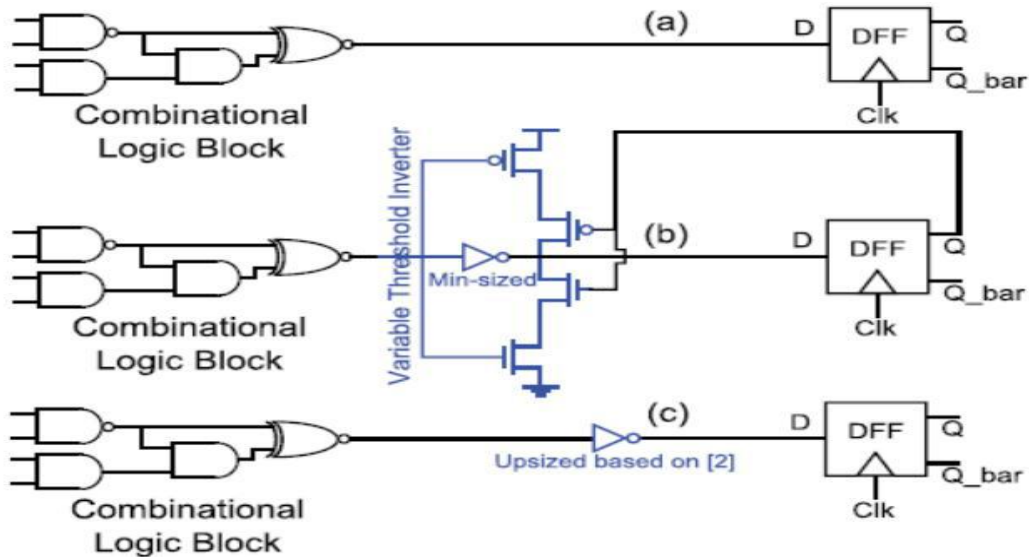 (a)
D
DFF
Q
Q_bar
Clk
Combinational
Logic Block
Variable Threshold Inverter
(b)
D
DFF
Q
Min-sized
Q_bar
Clk
Combinational
Logic Block
(c)
D
DFF
Q
Upsized based on [2]
Q_bar
Clk
Combinational
Logic Block